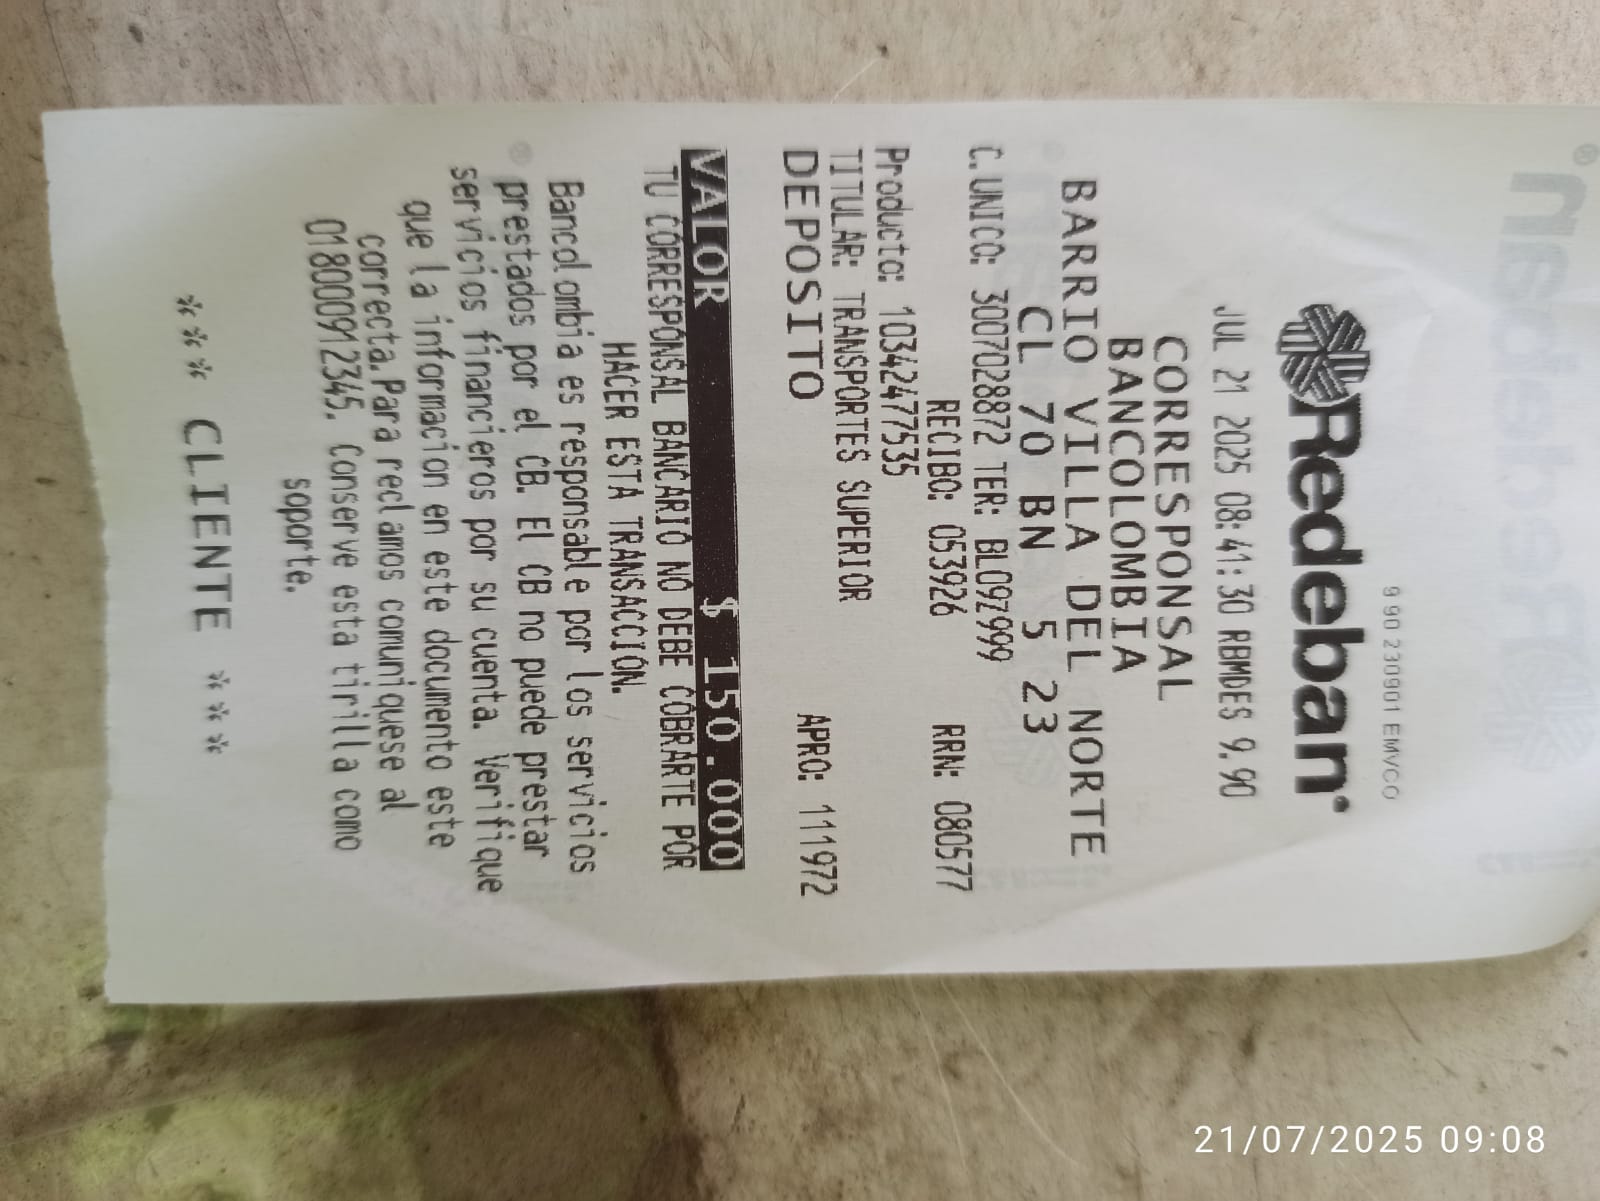 9 90 230901 EMVCO
Redeban
JUL 21 2025 08:41:30 RBMDES 9.90
CORRESPONSAL
BANCOLOMBIA
BARRIO VILLA DEL NORTE
CL 70 BN 5 23
C.UNICO: 3007028872 TER: BL09Z999
RECIBO: 053926 RRN: 080577
Producto: 10342477535
TITULAR: TRANSPORTES SUPERIOR
DEPOSITO APRO: 111972
VALOR $ 150.000
TU CORRESPONSAL BANCARIO NO DEBE COBRARTE POR
HACER ESTA TRANSACCIÓN.
Bancolombia es responsable por los servicios
prestados por el CB. El CB no puede prestar
servicios financieros por su cuenta. Verifique
que la informacion en este documento este
correcta.Para reclamos comuniquese al
018000912345. Conserve esta tirilla como
soporte.
*** CLIENTE ***
21/07/2025 09:08